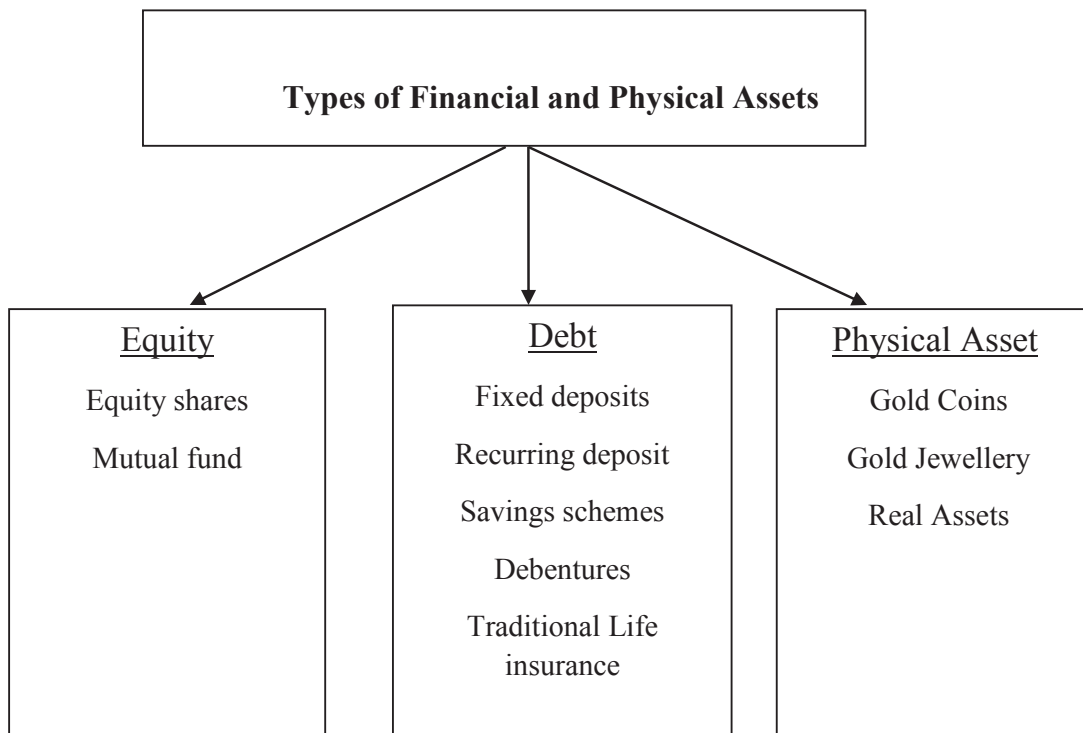 Types of Financial and Physical Assets
Equity
Equity shares
Mutual fund
Debt
Fixed deposits
Recurring deposit
Savings schemes
Debentures
Traditional Life
insurance
Physical Asset
Gold Coins
Gold Jewellery
Real Assets